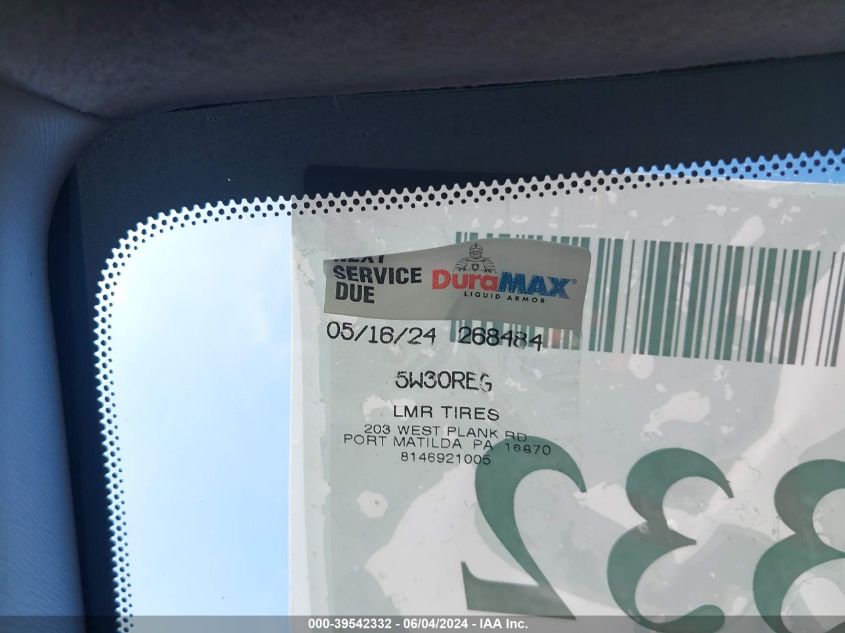 NEXT
SERVICE
DUE
DuraMAX
LIQUID ARMOR
05/16/24 268484
5W30REG
LMR TIRES
203 WEST PLANK RD
PORT MATILDA PA 16870
8146921005
332
000-39542332 / 06/04/2024 - IAA Inc.